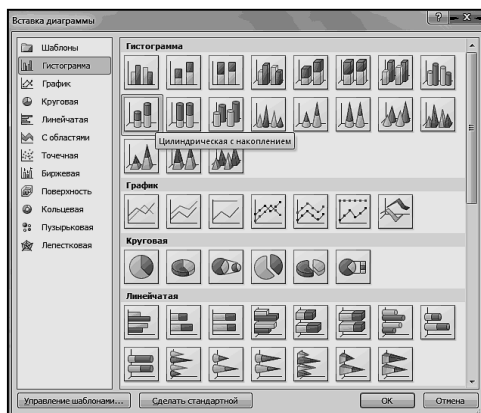 Вставка диаграммы
Шаблоны
Гистограмма
График
Круговая
Линейчатая
С областями
Точечная
Биржевая
Поверхность
Кольцевая
Пузырьковая
Лепестковая
Гистограмма
Цилиндрическая с накоплением
График
Круговая
Линейчатая
Управление шаблонами...
Сделать стандартной
ОК
Отмена